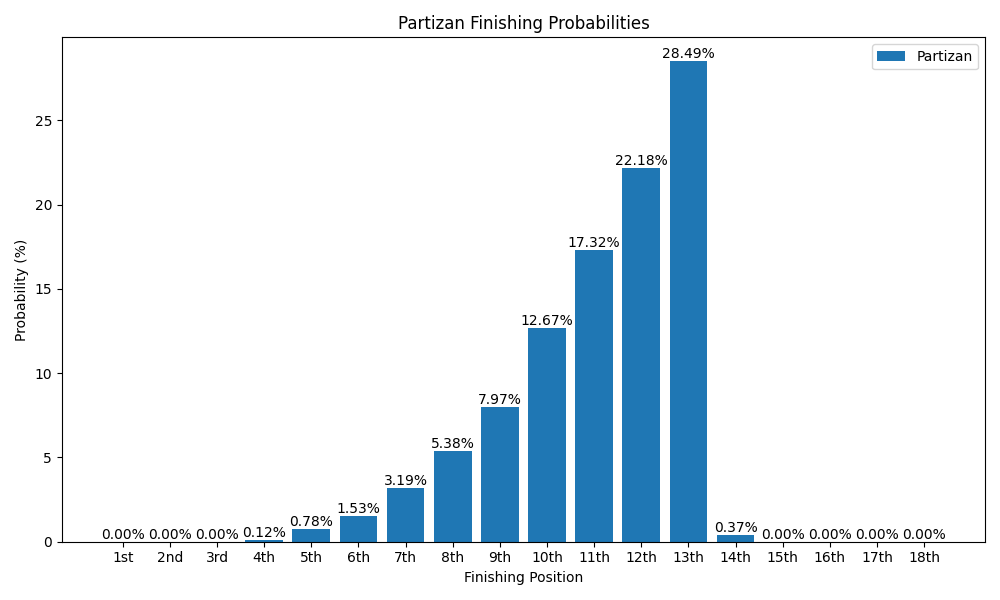 Partizan Finishing Probabilities
Partizan
28.49%
25
22.18%
20
17.32%
15
12.67%
10
7.97%
5.38%
5
3.19%
1.53%
0.78%
0.00% 0.00% 0.00% 0.12% 0.37% 0.00% 0.00% 0.00% 0.00%
0
1st 2nd 3rd 4th 5th 6th 7th 8th 9th 10th 11th 12th 13th 14th 15th 16th 17th 18th
Probability (%)
Finishing Position